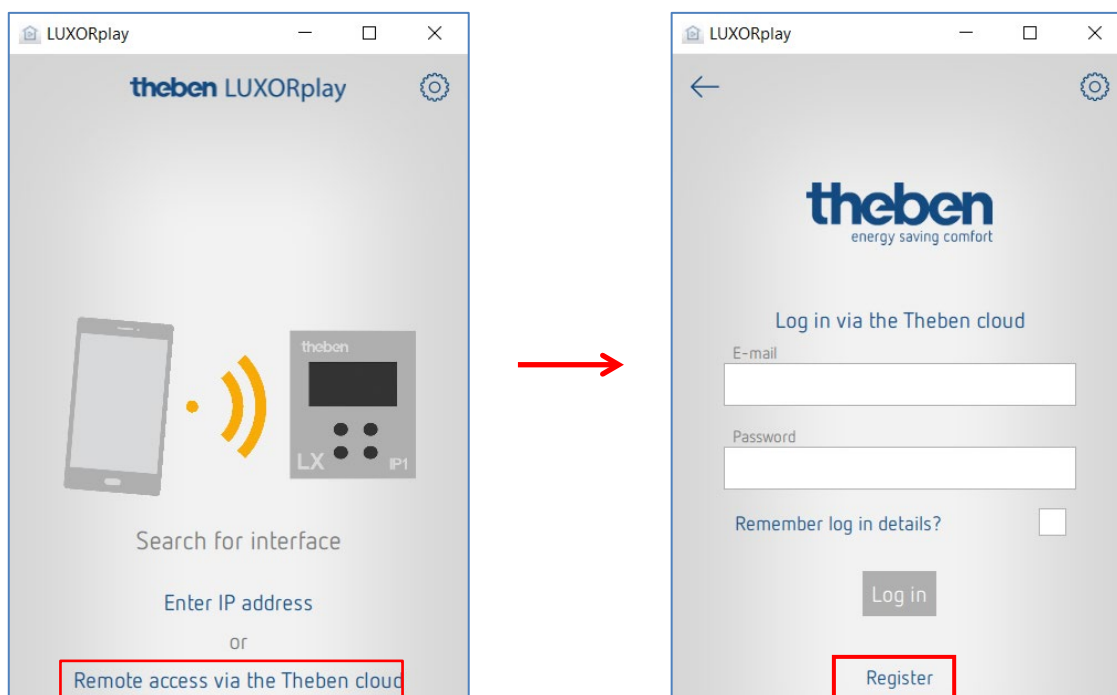 LUXORplay
theben LUXORplay
theben
LX
IP1
Search for interface
Enter IP address
or
Remote access via the Theben cloud
LUXORplay
theben
energy saving comfort
Log in via the Theben cloud
E-mail
Password
Remember log in details?
Log in
Register